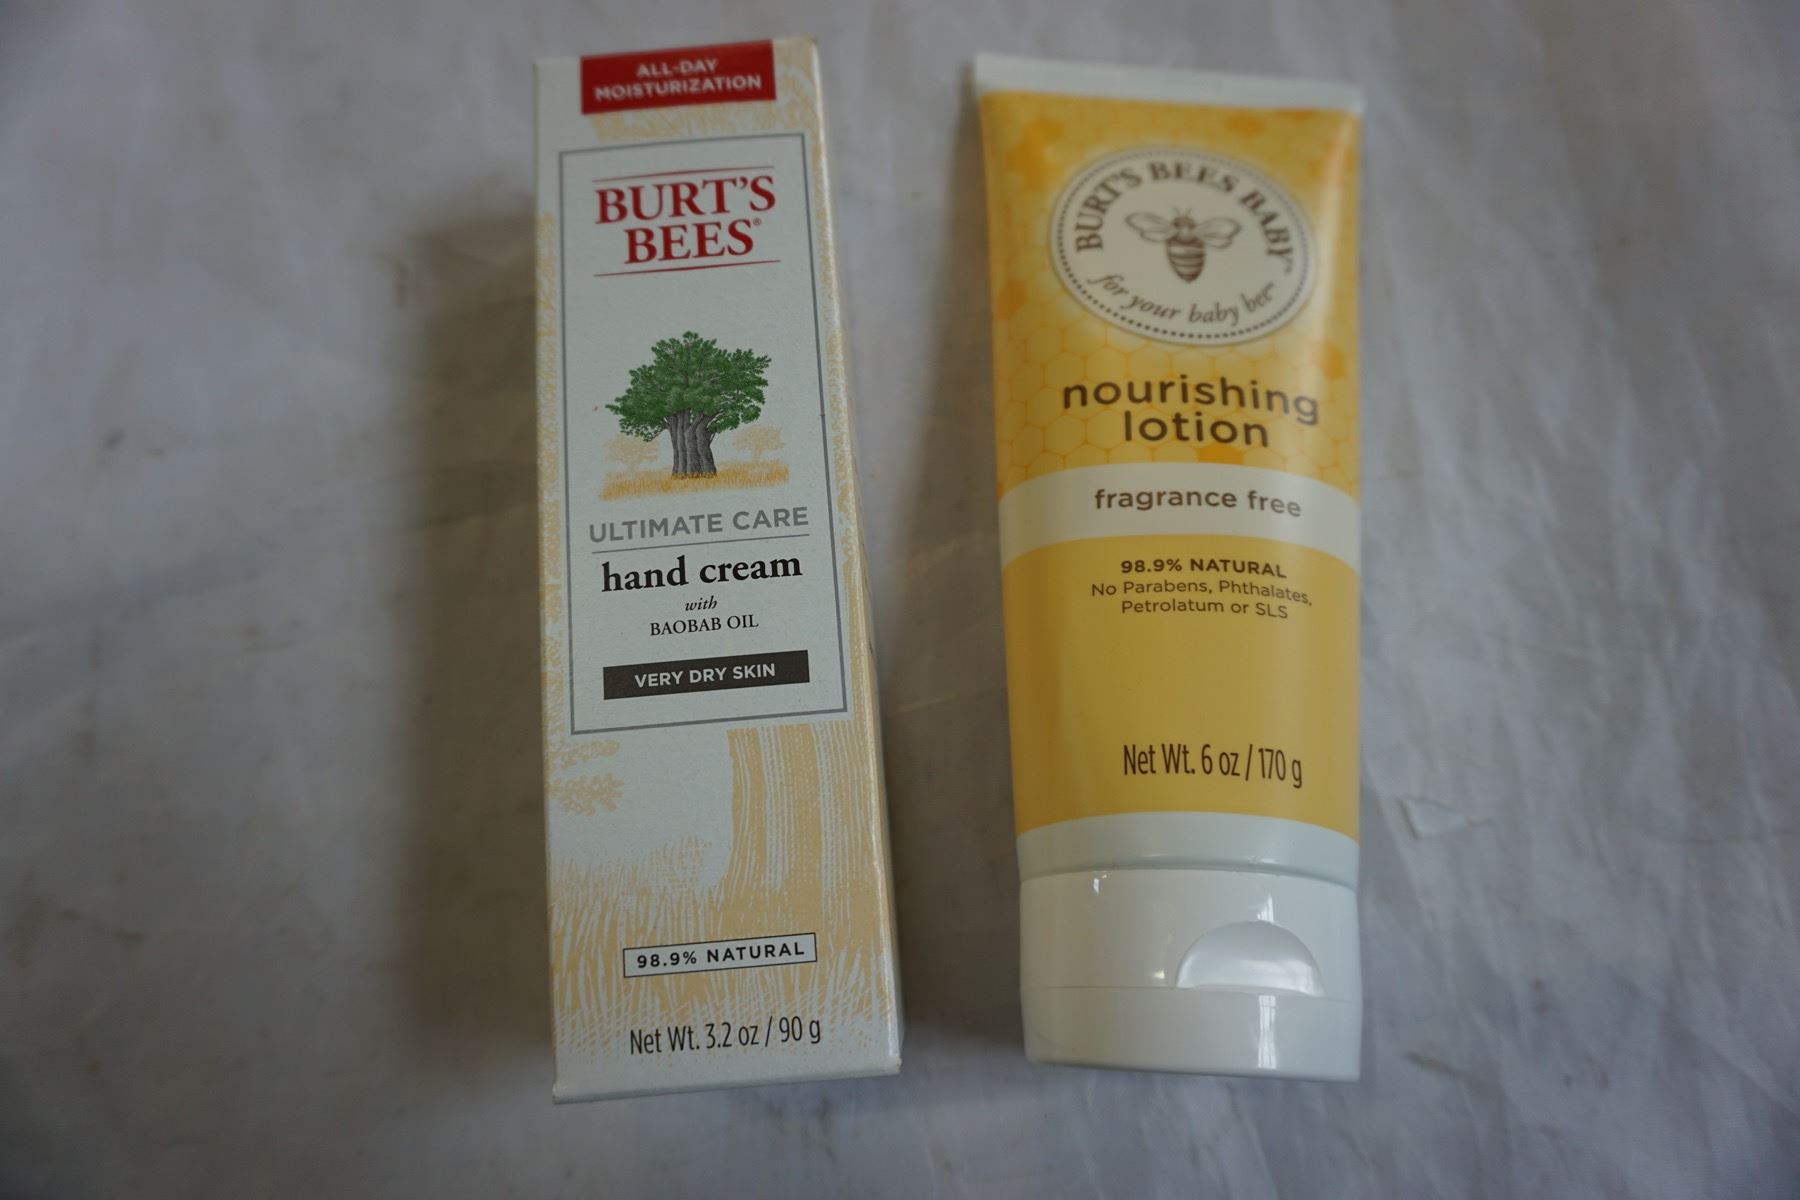 ALL-DAY
MOISTURIZATION
BURT'S
BEES®
ULTIMATE CARE
hand cream
with
BAOBAB OIL
VERY DRY SKIN
98.9% NATURAL
Net Wt. 3.2 oz / 90 g
BURT'S BEES BABY™
for your baby bee™
nourishing
lotion
fragrance free
98.9% NATURAL
No Parabens, Phthalates,
Petrolatum or SLS
Net Wt. 6 oz / 170 g